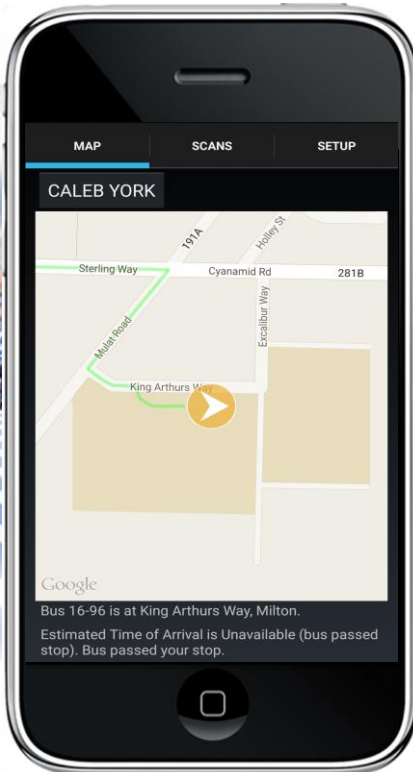 MAP SCANS SETUP
CALEB YORK
191A
Holley St
Sterling Way
Cyanamid Rd
281B
Mulat Road
Excalibur Way
King Arthurs Way
Google
Bus 16-96 is at King Arthurs Way, Milton.
Estimated Time of Arrival is Unavailable (bus passed
stop). Bus passed your stop.